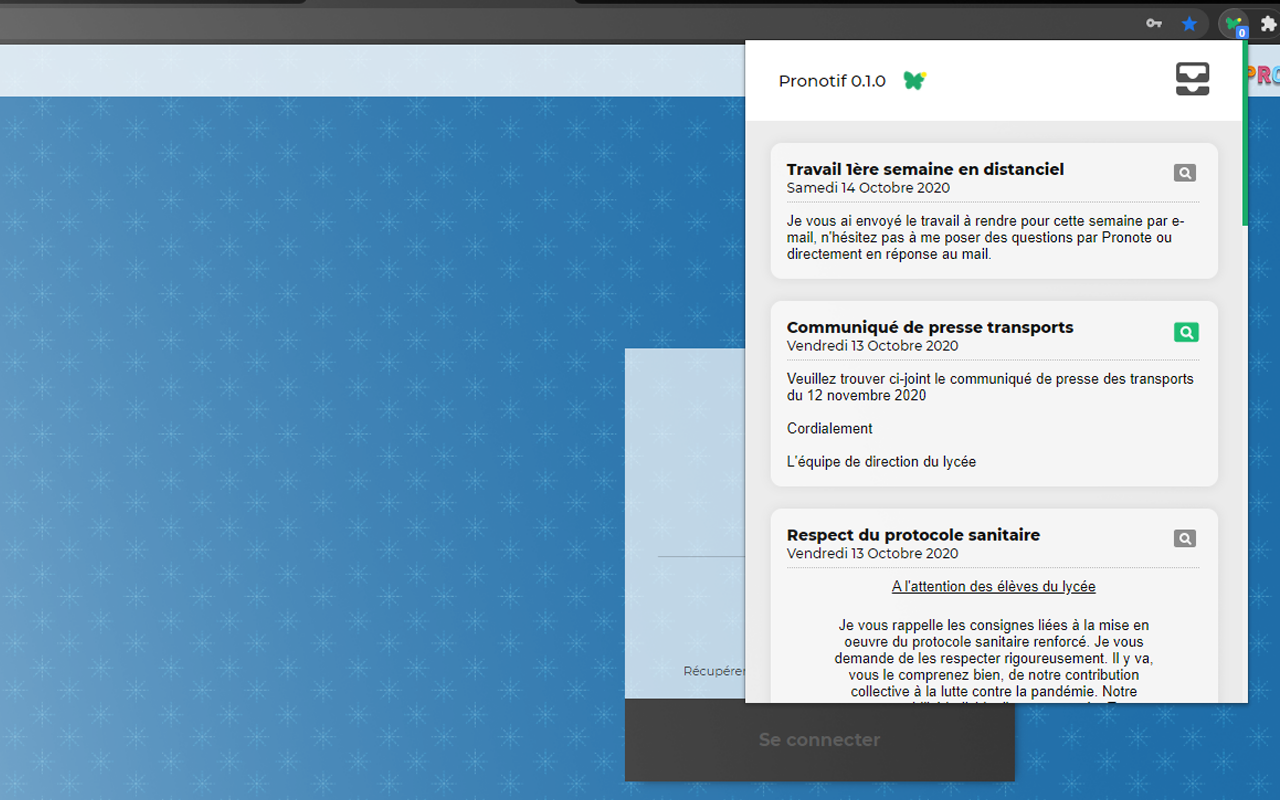 0
PRO
Pronotif 0.1.0
Travail 1ère semaine en distanciel
Samedi 14 Octobre 2020
Je vous ai envoyé le travail à rendre pour cette semaine par e-
mail, n'hésitez pas à me poser des questions par Pronote ou
directement en réponse au mail.
Communiqué de presse transports
Vendredi 13 Octobre 2020
Veuillez trouver ci-joint le communiqué de presse des transports
du 12 novembre 2020
Cordialement
L'équipe de direction du lycée
Respect du protocole sanitaire
Vendredi 13 Octobre 2020
A l'attention des élèves du lycée
Je vous rappelle les consignes liées à la mise en
oeuvre du protocole sanitaire renforcé. Je vous
demande de les respecter rigoureusement. Il y va,
vous le comprenez bien, de notre contribution
collective à la lutte contre la pandémie. Notre
Récupérer
Se connecter